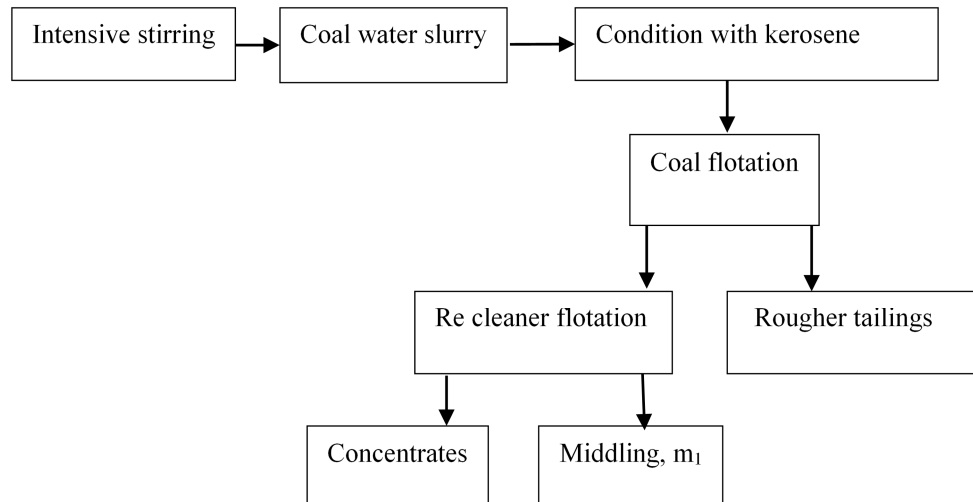 Intensive stirring
Coal water slurry
Condition with kerosene
Coal flotation
Re cleaner flotation
Rougher tailings
Concentrates
Middling, m₁